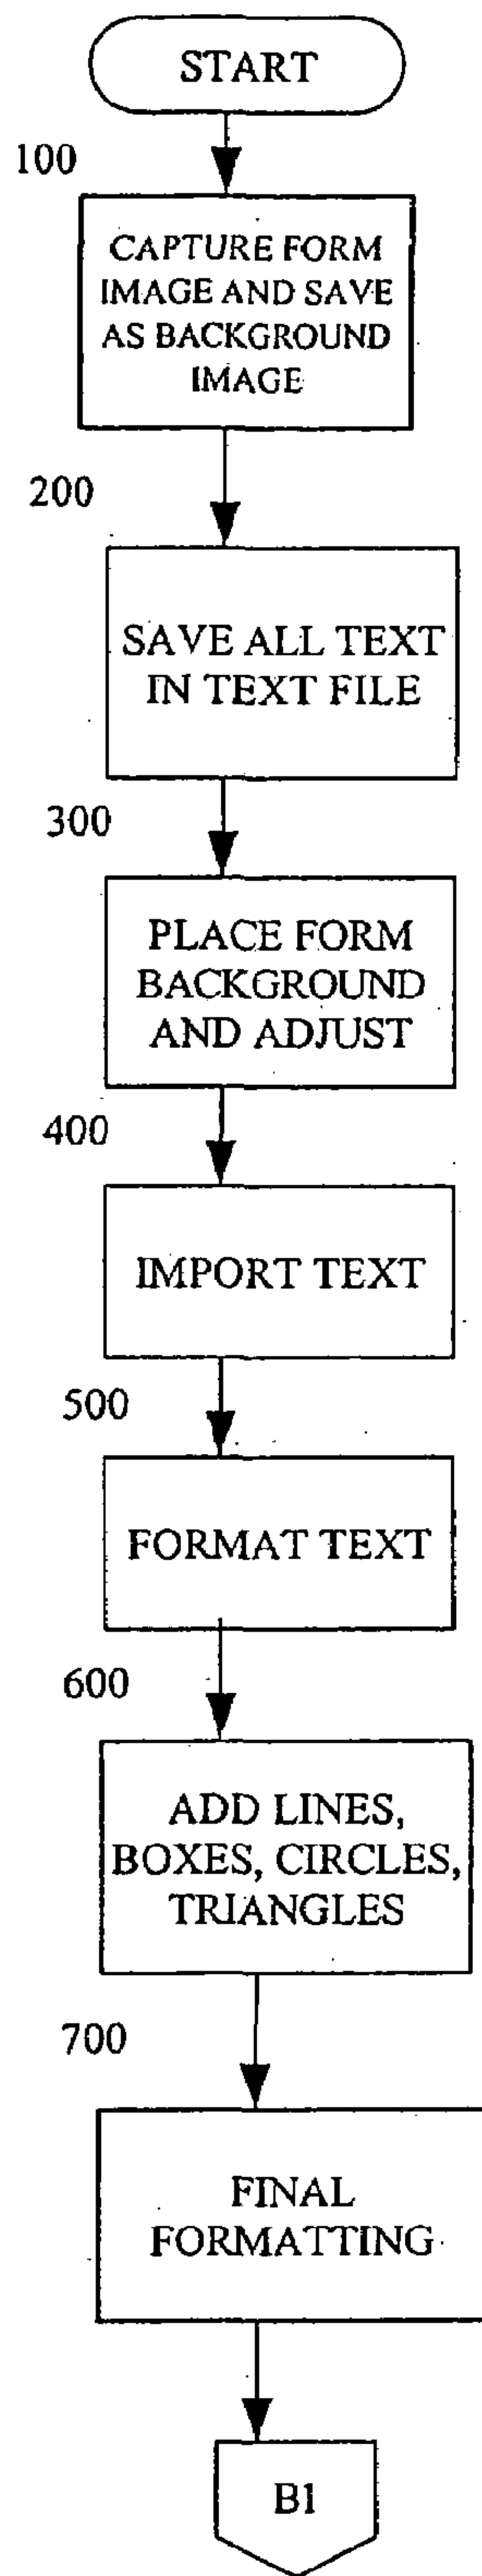 START
100
CAPTURE FORM
IMAGE AND SAVE
AS BACKGROUND
IMAGE
200
SAVE ALL TEXT
IN TEXT FILE
300
PLACE FORM
BACKGROUND
AND ADJUST
400
IMPORT TEXT
500
FORMAT TEXT
600
ADD LINES,
BOXES, CIRCLES,
TRIANGLES
700
FINAL
FORMATTING
B1